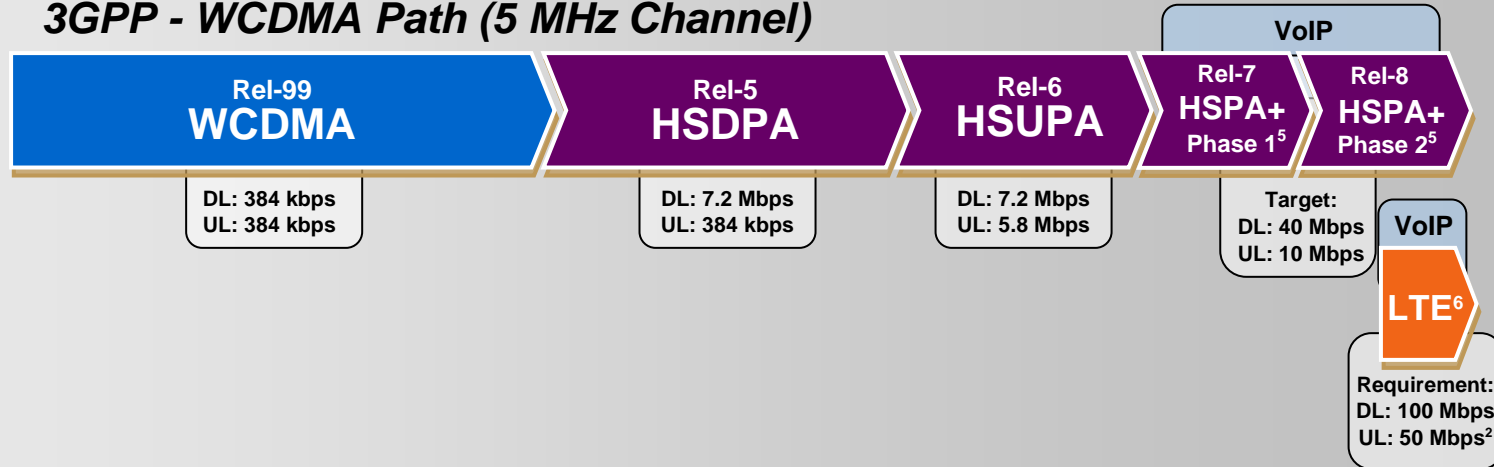 3GPP - WCDMA Path (5 MHz Channel)
VoIP
Rel-99
WCDMA
DL: 384 kbps
UL: 384 kbps
Rel-5
HSDPA
DL: 7.2 Mbps
UL: 384 kbps
Rel-6
HSUPA
DL: 7.2 Mbps
UL: 5.8 Mbps
Rel-7
HSPA+
Phase 1⁵
Rel-8
HSPA+
Phase 2⁵
Target:
DL: 40 Mbps
UL: 10 Mbps
VoIP
LTE⁶
Requirement:
DL: 100 Mbps
UL: 50 Mbps²